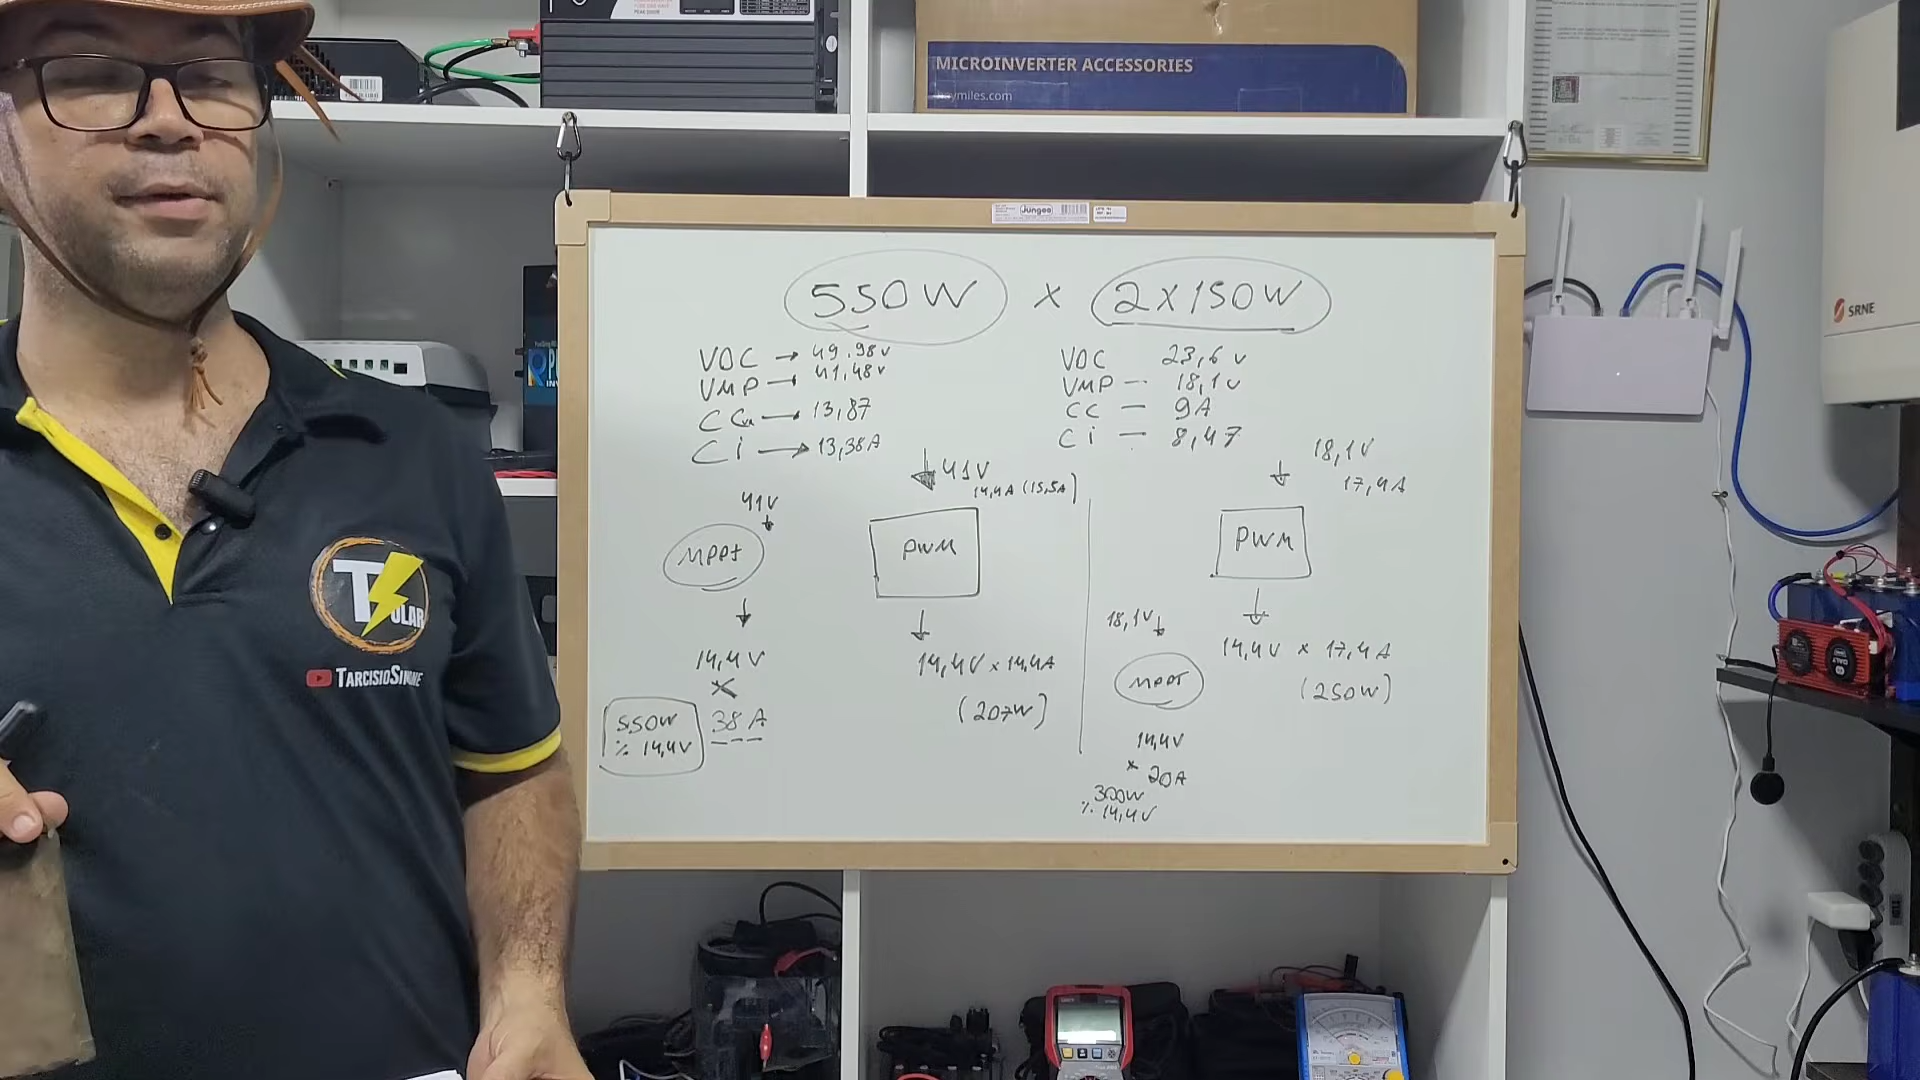 MICROINVERTER ACCESSORIES
SRNE
Jungeo
550W x 2X150W
VOC → 49.98V
VMP → 41,48V
CC → 13,87
Ci → 13,38A
VOC 23,6V
VMP — 18,1V
CC — 9A
Ci — 8,47
41V
14,4A (15,5A)
18,1V
17,4A
41V
MPPT
PWM
PWM
14,4V
X
38A
550W
% 14,4V
14,4V x 14,4A
(207W)
18,1V
MPPT
14,4V
x 20A
300W
% 14,4V
14,4V x 17,4A
(250W)